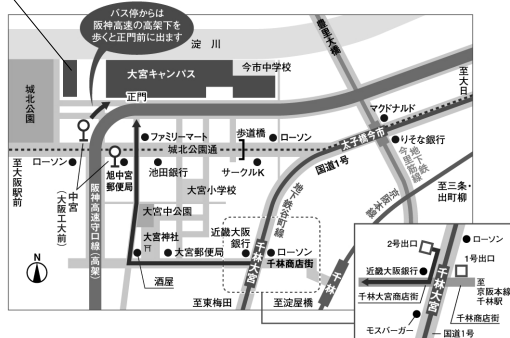 バス停からは
阪神高速の高架下を
歩くと正門前に出ます
淀川
豊里大橋
至大日
城北公園
大宮キャンパス
今市中学校
正門
マクドナルド
ファミリーマート
歩道橋
ローソン
太子橋今市
りそな銀行
城北公園通
国道1号
地下鉄
今里筋線
至大阪駅前
ローソン
中宮
(大阪工大前)
旭中宮
郵便局
池田銀行
サークルK
大宮小学校
地下鉄谷町線
京阪本線
至三条・
出町柳
阪神高速守口線(高架)
大宮中公園
大宮神社
大宮郵便局
近畿大阪
銀行
千林大宮
ローソン
千林商店街
千林
酒屋
N
至東梅田
至淀屋橋
2号出口
ローソン
1号出口
近畿大阪銀行
千林大宮
至
京阪本線
千林駅
千林大宮商店街
千林商店街
モスバーガー
国道1号